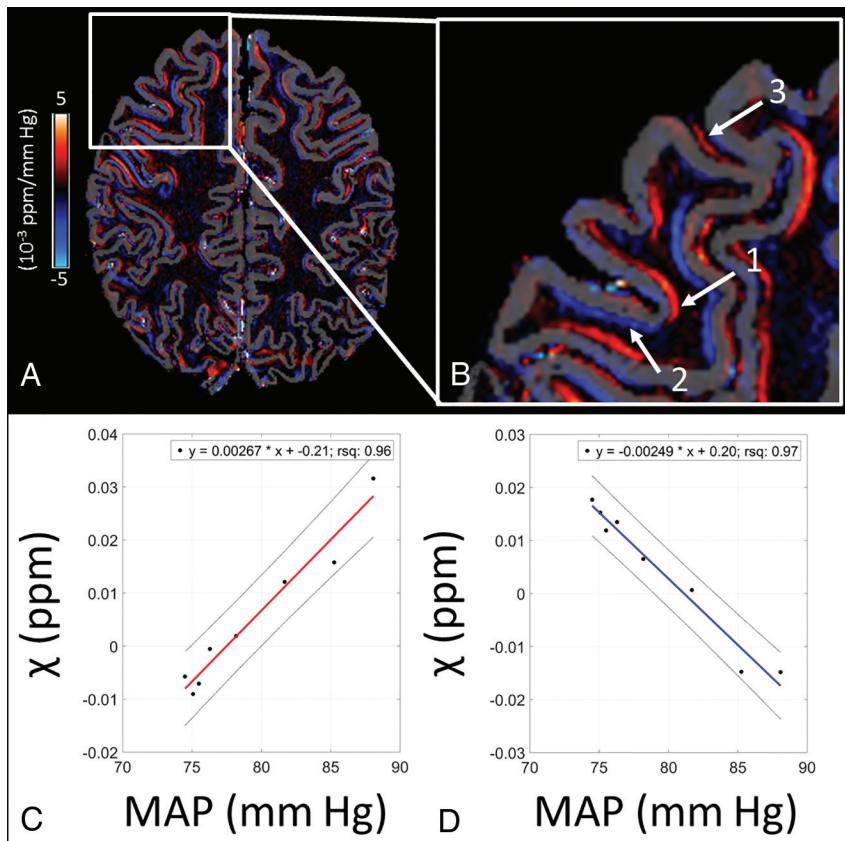 5
(10⁻³ ppm/mm Hg)
-5
A
3
1
2
B
y = 0.00267 * x + -0.21; rsq: 0.96
0.04
0.03
0.02
0.01
0
-0.01
-0.02
χ (ppm)
70 75 80 85 90
MAP (mm Hg)
C
y = -0.00249 * x + 0.20; rsq: 0.97
0.03
0.02
0.01
0
-0.01
-0.02
-0.03
χ (ppm)
70 75 80 85 90
MAP (mm Hg)
D